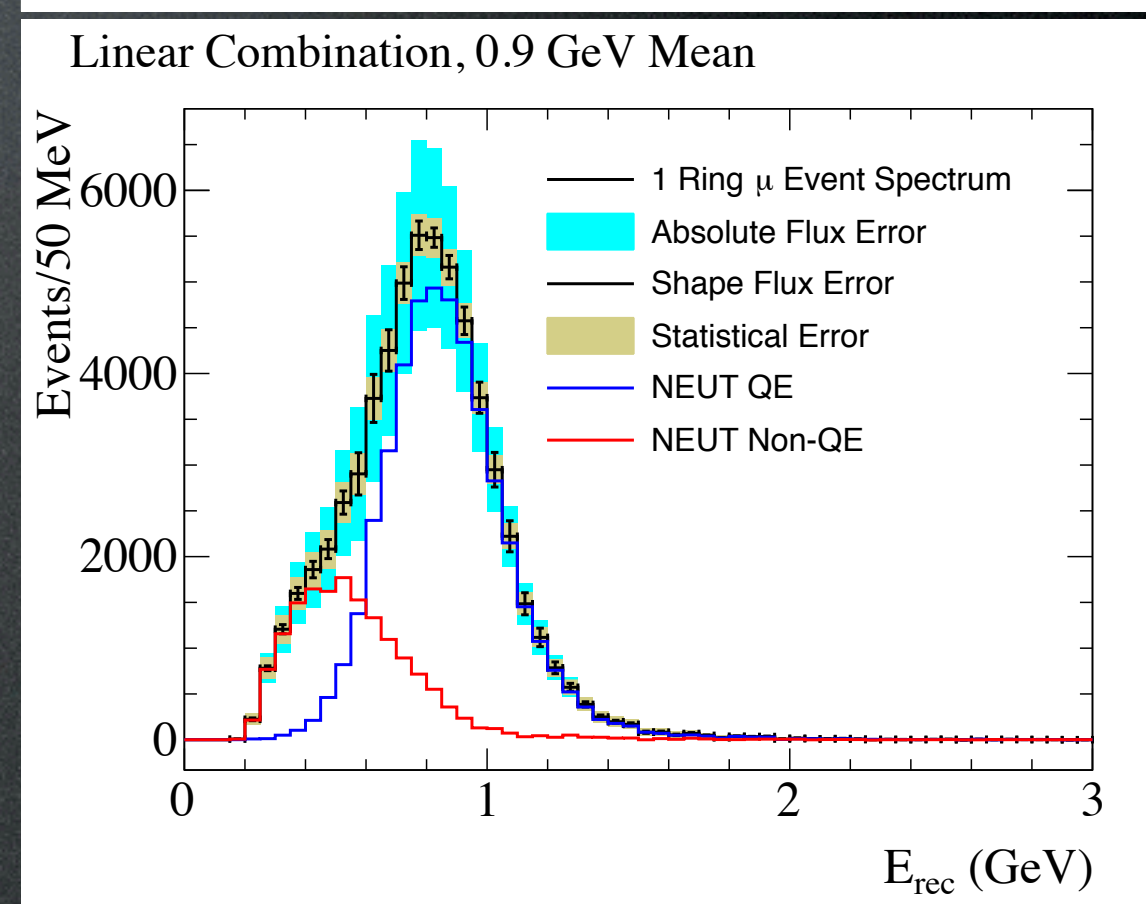 Linear Combination, 0.9 GeV Mean
Events/50 MeV
6000
4000
2000
0
1 Ring μ Event Spectrum
Absolute Flux Error
Shape Flux Error
Statistical Error
NEUT QE
NEUT Non-QE
0 1 2 3
E_rec (GeV)